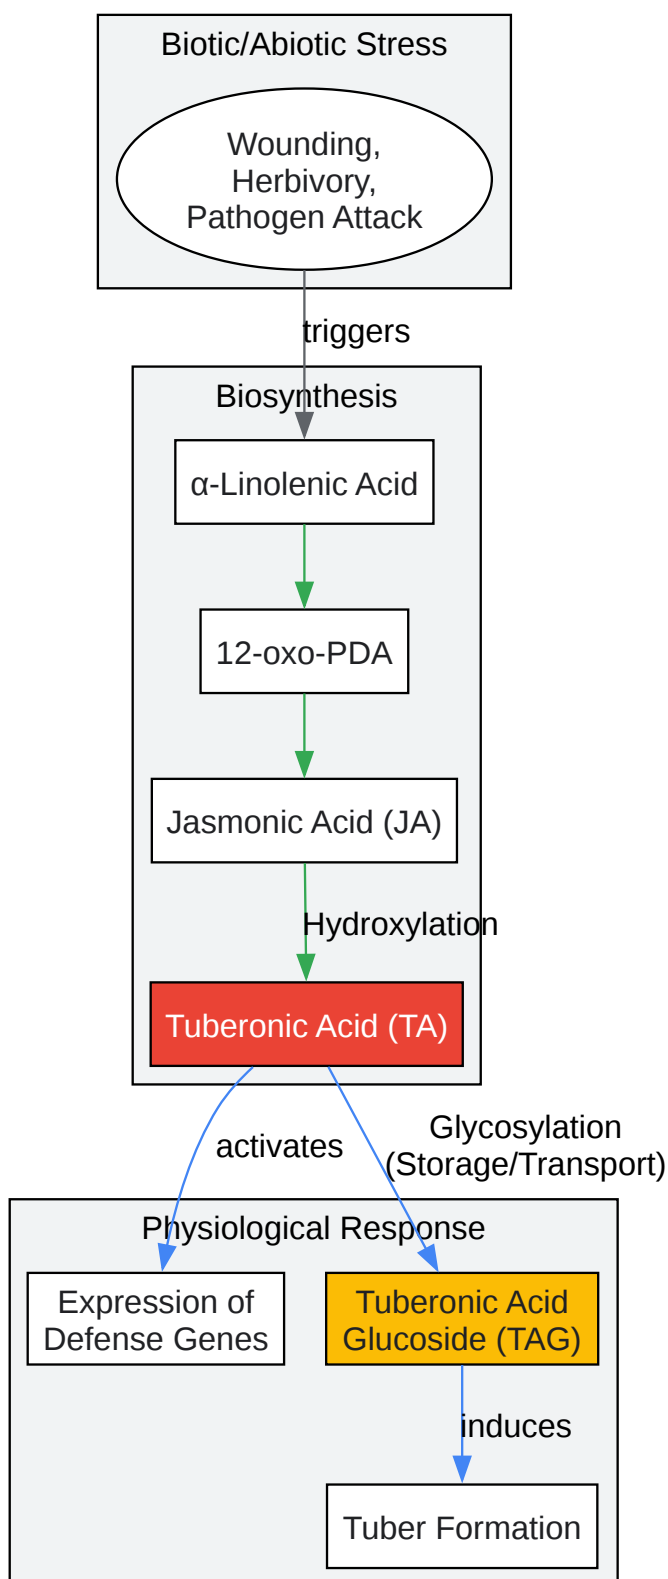 Biotic/Abiotic Stress
Wounding,
Herbivory,
Pathogen Attack
triggers
Biosynthesis
α-Linolenic Acid
12-oxo-PDA
Jasmonic Acid (JA)
Hydroxylation
Tuberonic Acid (TA)
activates
Glycosylation
(Storage/Transport)
Physiological Response
Expression of
Defense Genes
Tuberonic Acid
Glucoside (TAG)
induces
Tuber Formation